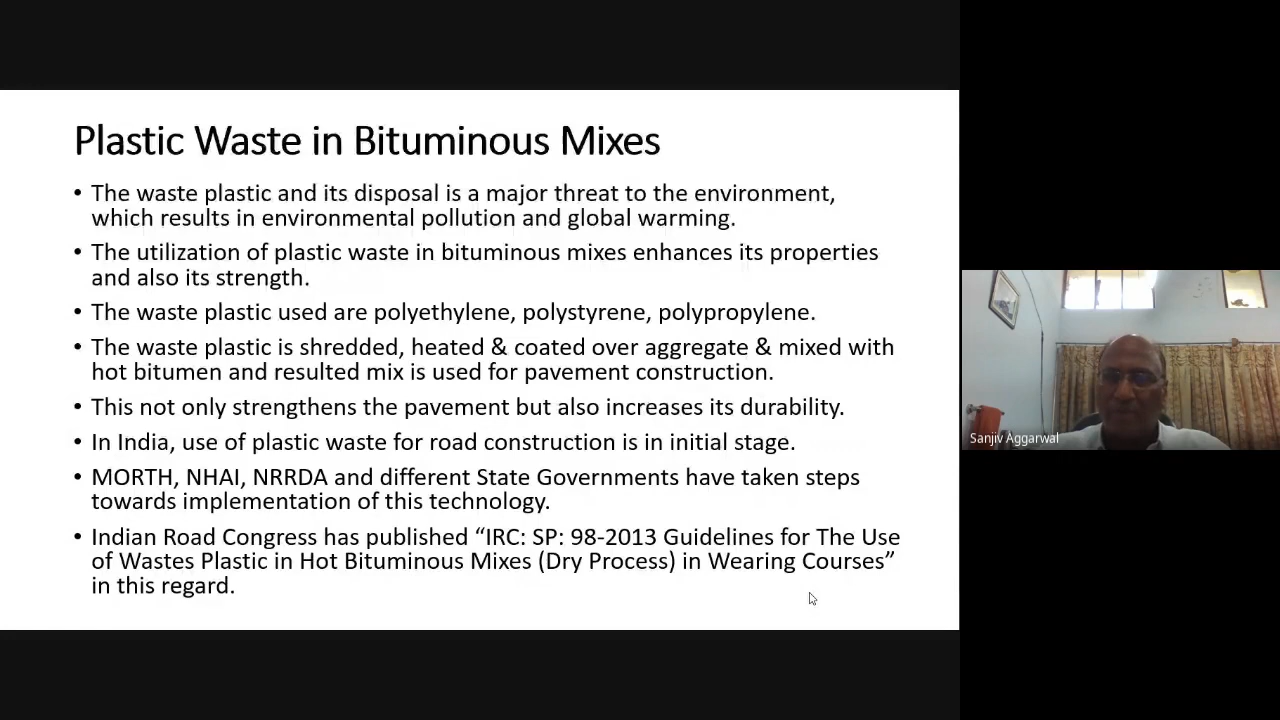 Plastic Waste in Bituminous Mixes
• The waste plastic and its disposal is a major threat to the environment,
which results in environmental pollution and global warming.
• The utilization of plastic waste in bituminous mixes enhances its properties
and also its strength.
• The waste plastic used are polyethylene, polystyrene, polypropylene.
• The waste plastic is shredded, heated & coated over aggregate & mixed with
hot bitumen and resulted mix is used for pavement construction.
• This not only strengthens the pavement but also increases its durability.
• In India, use of plastic waste for road construction is in initial stage.
• MORTH, NHAI, NRRDA and different State Governments have taken steps
towards implementation of this technology.
• Indian Road Congress has published “IRC: SP: 98-2013 Guidelines for The Use
of Wastes Plastic in Hot Bituminous Mixes (Dry Process) in Wearing Courses”
in this regard.
Sanjiv Aggarwal